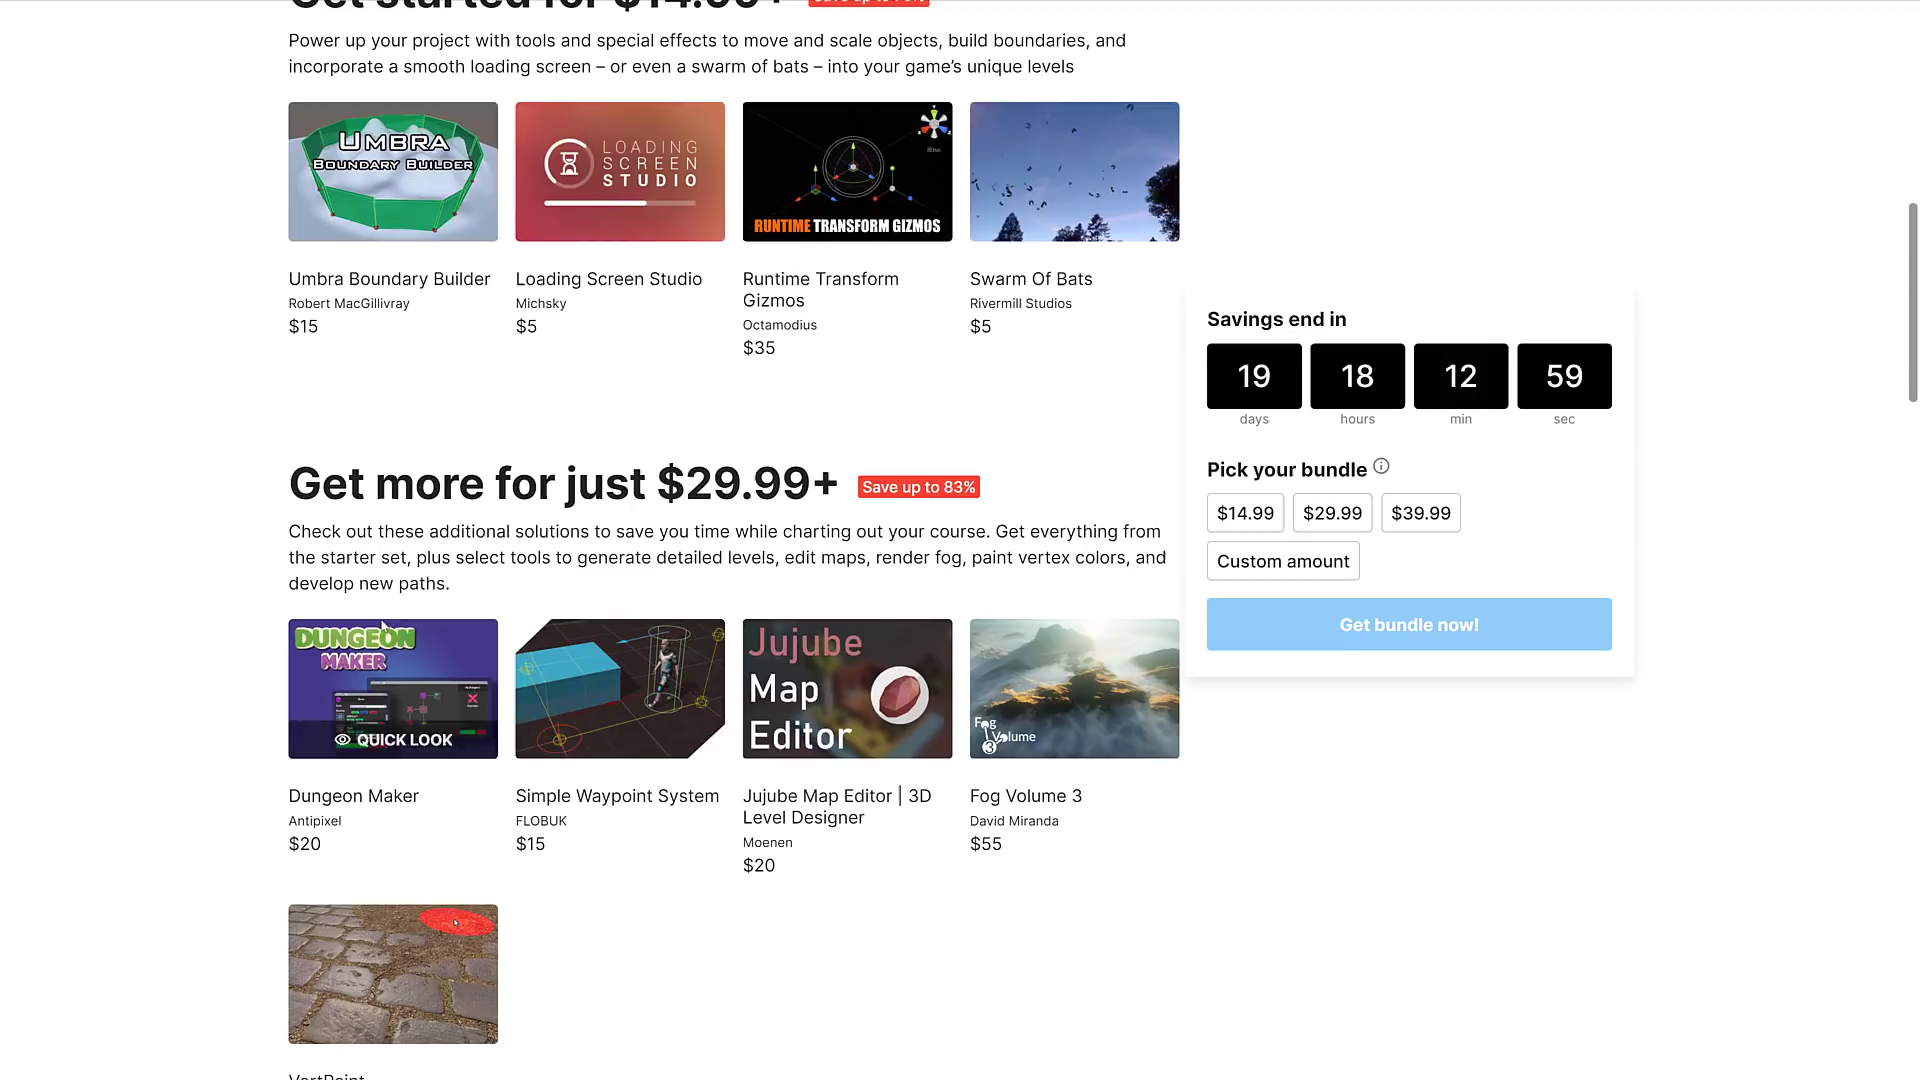 Get started for $14.99+
Power up your project with tools and special effects to move and scale objects, build boundaries, and
incorporate a smooth loading screen – or even a swarm of bats – into your game’s unique levels
UMBRA
BOUNDARY BUILDER
LOADING
SCREEN
STUDIO
RUNTIME TRANSFORM GIZMOS
Umbra Boundary Builder
Robert MacGillivray
$15
Loading Screen Studio
Michsky
$5
Runtime Transform
Gizmos
Octamodius
$35
Swarm Of Bats
Rivermill Studios
$5
Savings end in
19 18 12 59
days hours min sec
Pick your bundle
$14.99 $29.99 $39.99
Custom amount
Get bundle now!
Get more for just $29.99+ Save up to 83%
Check out these additional solutions to save you time while charting out your course. Get everything from
the starter set, plus select tools to generate detailed levels, edit maps, render fog, paint vertex colors, and
develop new paths.
DUNGEON
MAKER
QUICK LOOK
Jujube
Map
Editor
Fog
Volume
3
Dungeon Maker
Antipixel
$20
Simple Waypoint System
FLOBUK
$15
Jujube Map Editor | 3D
Level Designer
Moenen
$20
Fog Volume 3
David Miranda
$55
VertPaint